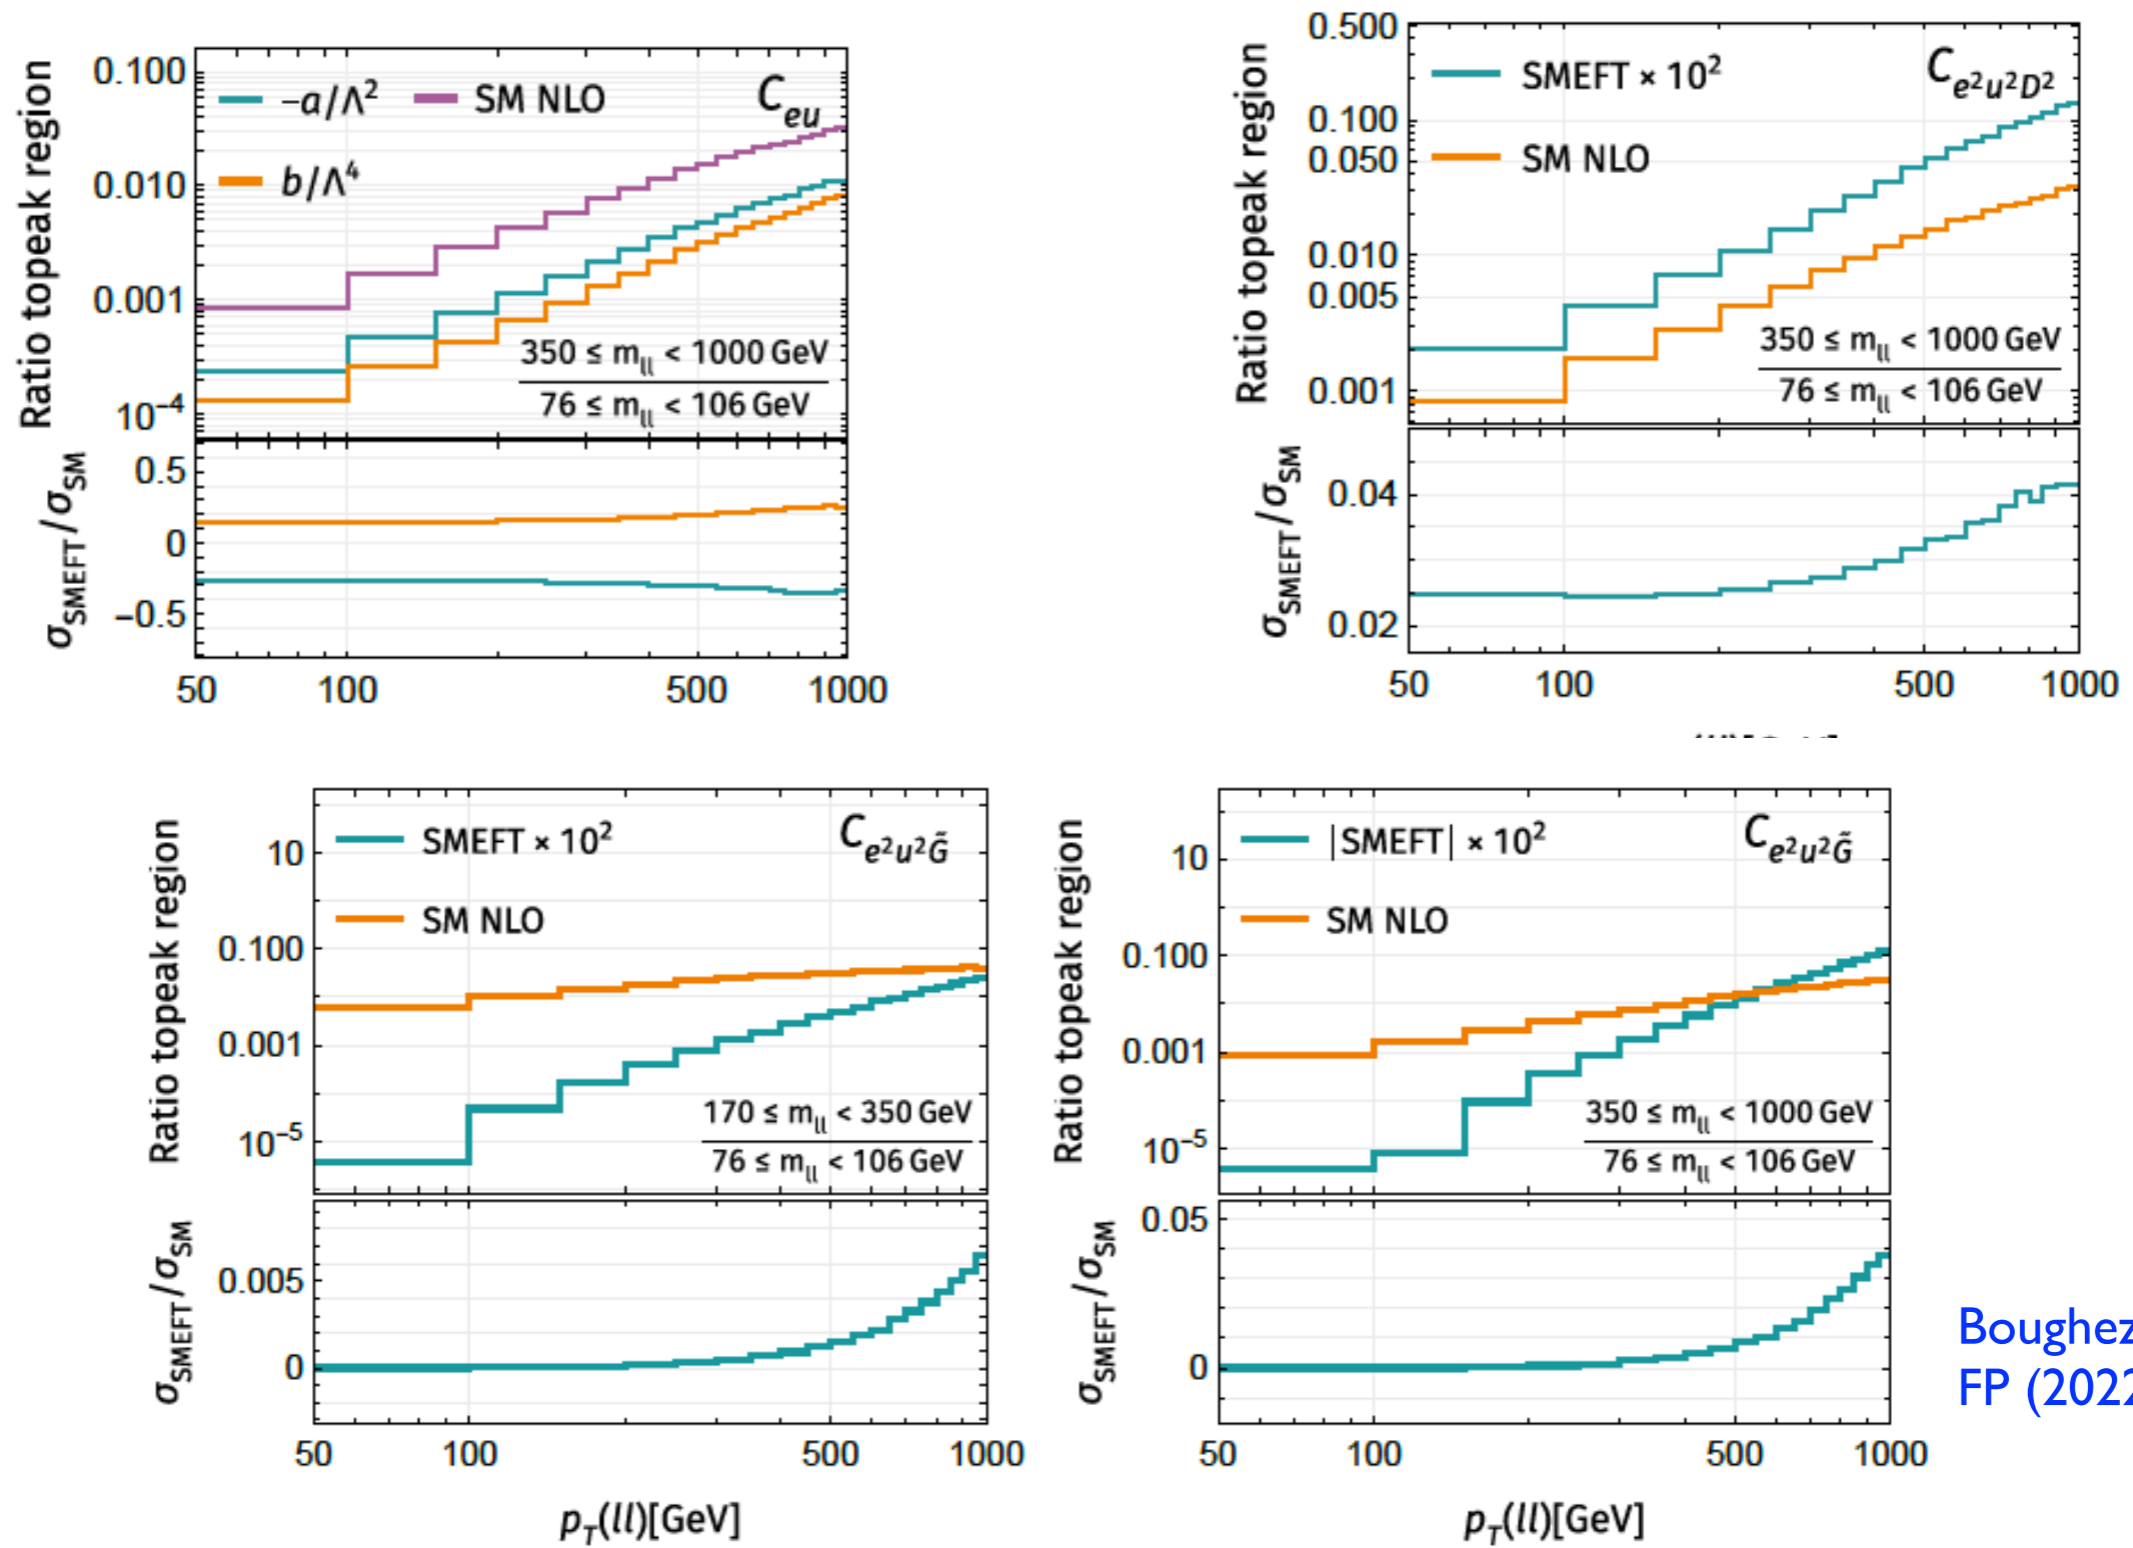 Ratio topeak region
0.100
0.010
0.001
10⁻⁴
−a/Λ² SM NLO
b/Λ⁴
C_eu
350 ≤ m_ll < 1000 GeV
76 ≤ m_ll < 106 GeV
σ_SMEFT/σ_SM
0.5
0
−0.5
50 100 500 1000
Ratio topeak region
0.500
0.100
0.050
0.010
0.005
0.001
SMEFT × 10²
SM NLO
C_e²u²D²
350 ≤ m_ll < 1000 GeV
76 ≤ m_ll < 106 GeV
σ_SMEFT/σ_SM
0.04
0.02
50 100 500 1000
Ratio topeak region
10
0.100
0.001
10⁻⁵
SMEFT × 10²
SM NLO
C_e²u²G̃
170 ≤ m_ll < 350 GeV
76 ≤ m_ll < 106 GeV
σ_SMEFT/σ_SM
0.005
0
50 100 500 1000
p_T(ll)[GeV]
Ratio topeak region
10
0.100
0.001
10⁻⁵
|SMEFT| × 10²
SM NLO
C_e²u²G̃
350 ≤ m_ll < 1000 GeV
76 ≤ m_ll < 106 GeV
σ_SMEFT/σ_SM
0.05
0
50 100 500 1000
p_T(ll)[GeV]
Boughez
FP (2022